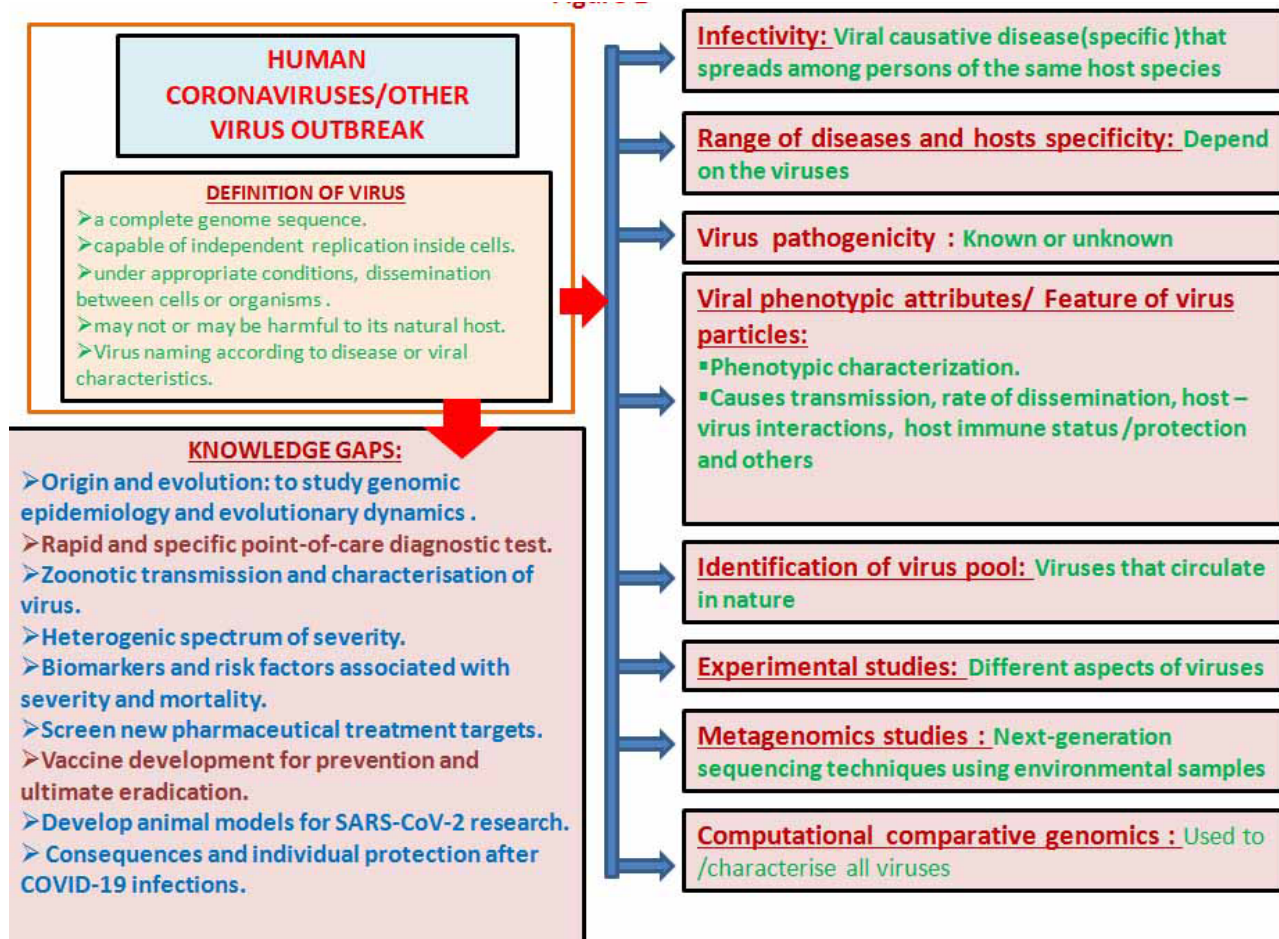 HUMAN
CORONAVIRUSES/OTHER
VIRUS OUTBREAK
DEFINITION OF VIRUS
➢a complete genome sequence.
➢capable of independent replication inside cells.
➢under appropriate conditions, dissemination
between cells or organisms .
➢may not or may be harmful to its natural host.
➢Virus naming according to disease or viral
characteristics.
KNOWLEDGE GAPS:
➢Origin and evolution: to study genomic
epidemiology and evolutionary dynamics .
➢Rapid and specific point-of-care diagnostic test.
➢Zoonotic transmission and characterisation of
virus.
➢Heterogenic spectrum of severity.
➢Biomarkers and risk factors associated with
severity and mortality.
➢Screen new pharmaceutical treatment targets.
➢Vaccine development for prevention and
ultimate eradication.
➢Develop animal models for SARS-CoV-2 research.
➢ Consequences and individual protection after
COVID-19 infections.
Infectivity: Viral causative disease(specific )that
spreads among persons of the same host species
Range of diseases and hosts specificity: Depend
on the viruses
Virus pathogenicity : Known or unknown
Viral phenotypic attributes/ Feature of virus
particles:
▪Phenotypic characterization.
▪Causes transmission, rate of dissemination, host –
virus interactions, host immune status /protection
and others
Identification of virus pool: Viruses that circulate
in nature
Experimental studies: Different aspects of viruses
Metagenomics studies : Next-generation
sequencing techniques using environmental samples
Computational comparative genomics : Used to
/characterise all viruses